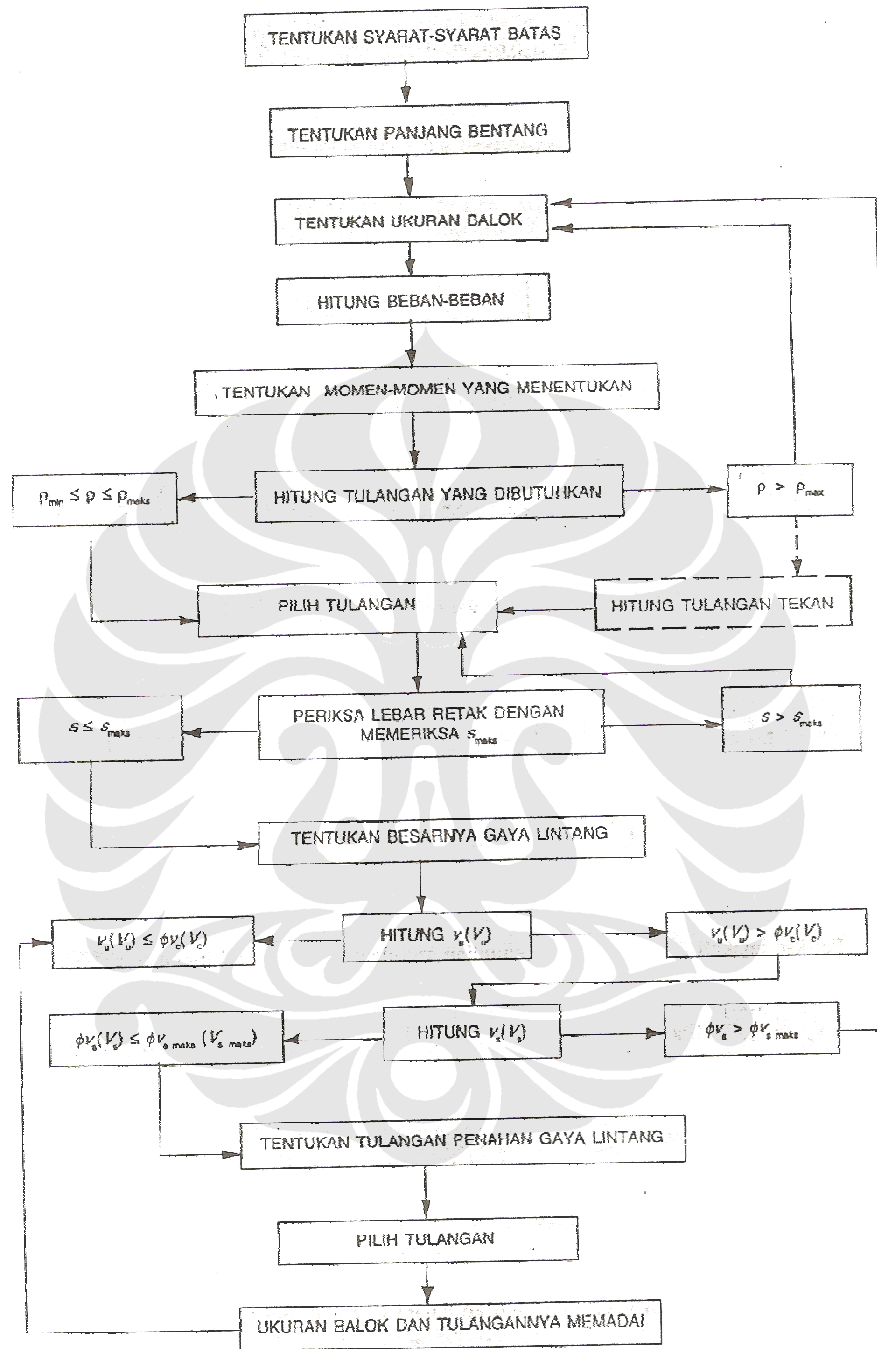 TENTUKAN SYARAT-SYARAT BATAS
TENTUKAN PANJANG BENTANG
TENTUKAN UKURAN BALOK
HITUNG BEBAN-BEBAN
TENTUKAN MOMEN-MOMEN YANG MENENTUKAN
ρmin ≤ ρ ≤ ρmaks
HITUNG TULANGAN YANG DIBUTUHKAN
ρ > ρmax
PILIH TULANGAN
HITUNG TULANGAN TEKAN
s ≤ smaks
PERIKSA LEBAR RETAK DENGAN
MEMERIKSA smaks
s > smaks
TENTUKAN BESARNYA GAYA LINTANG
vu(Vu) ≤ ϕvc(Vc)
HITUNG
vu(Vu) > ϕvc(Vc)
ϕvs(Vs) ≤ ϕvs maks (Vs maks)
HITUNG vs(Vs)
ϕvs > ϕvs maks
TENTUKAN TULANGAN PENAHAN GAYA LINTANG
PILIH TULANGAN
UKURAN BALOK DAN TULANGANNYA MEMADAI